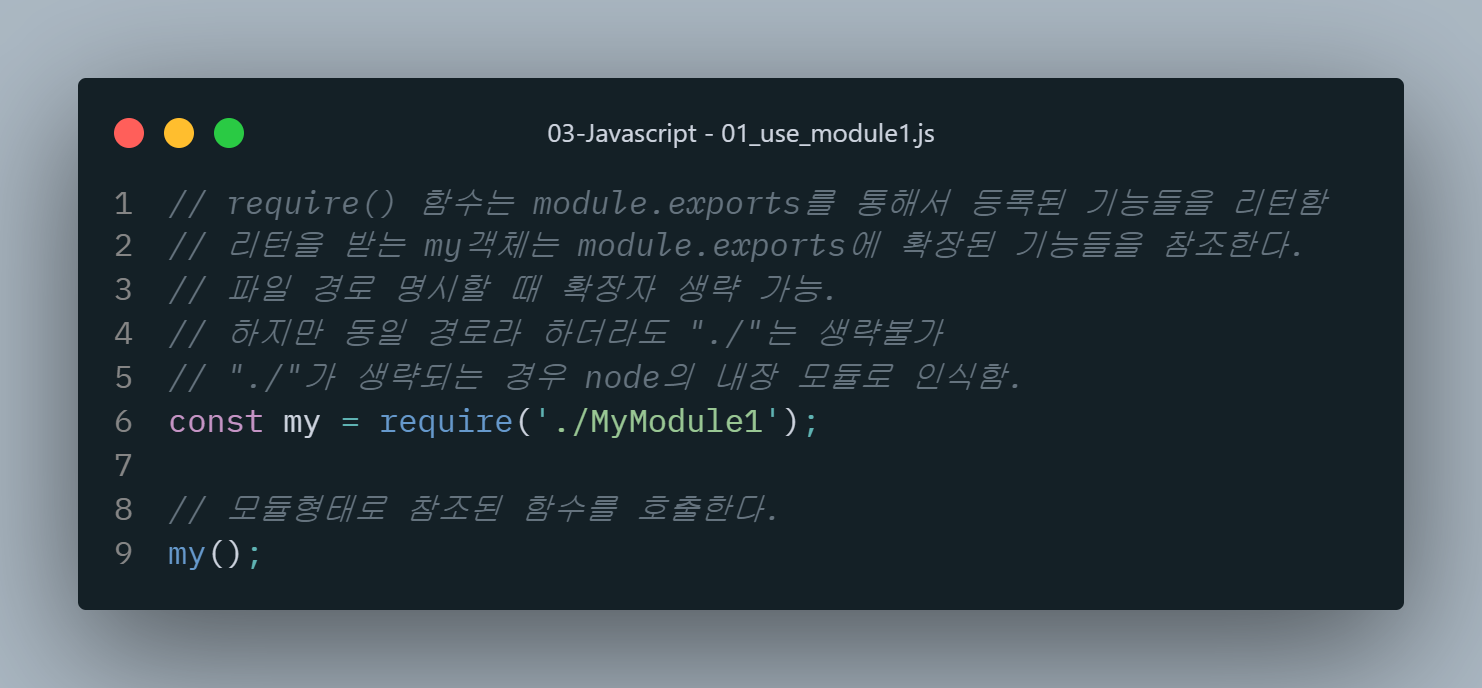 03-Javascript - 01_use_module1.js
1 // require() 함수는 module.exports를 통해서 등록된 기능들을 리턴함
2 // 리턴을 받는 my객체는 module.exports에 확장된 기능들을 참조한다.
3 // 파일 경로 명시할 때 확장자 생략 가능.
4 // 하지만 동일 경로라 하더라도 "./"는 생략불가
5 // "./"가 생략되는 경우 node의 내장 모듈로 인식함.
6 const my = require('./MyModule1');
7
8 // 모듈형태로 참조된 함수를 호출한다.
9 my();